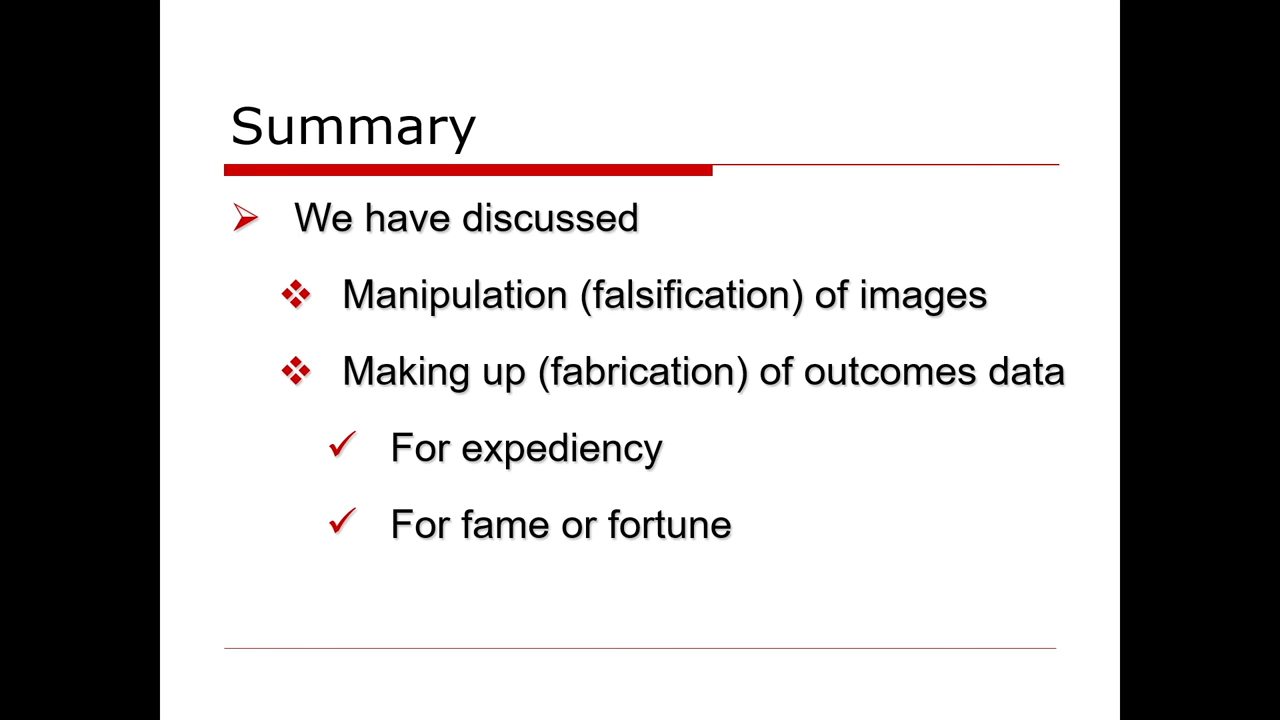 Summary
We have discussed
Manipulation (falsification) of images
Making up (fabrication) of outcomes data
For expediency
For fame or fortune